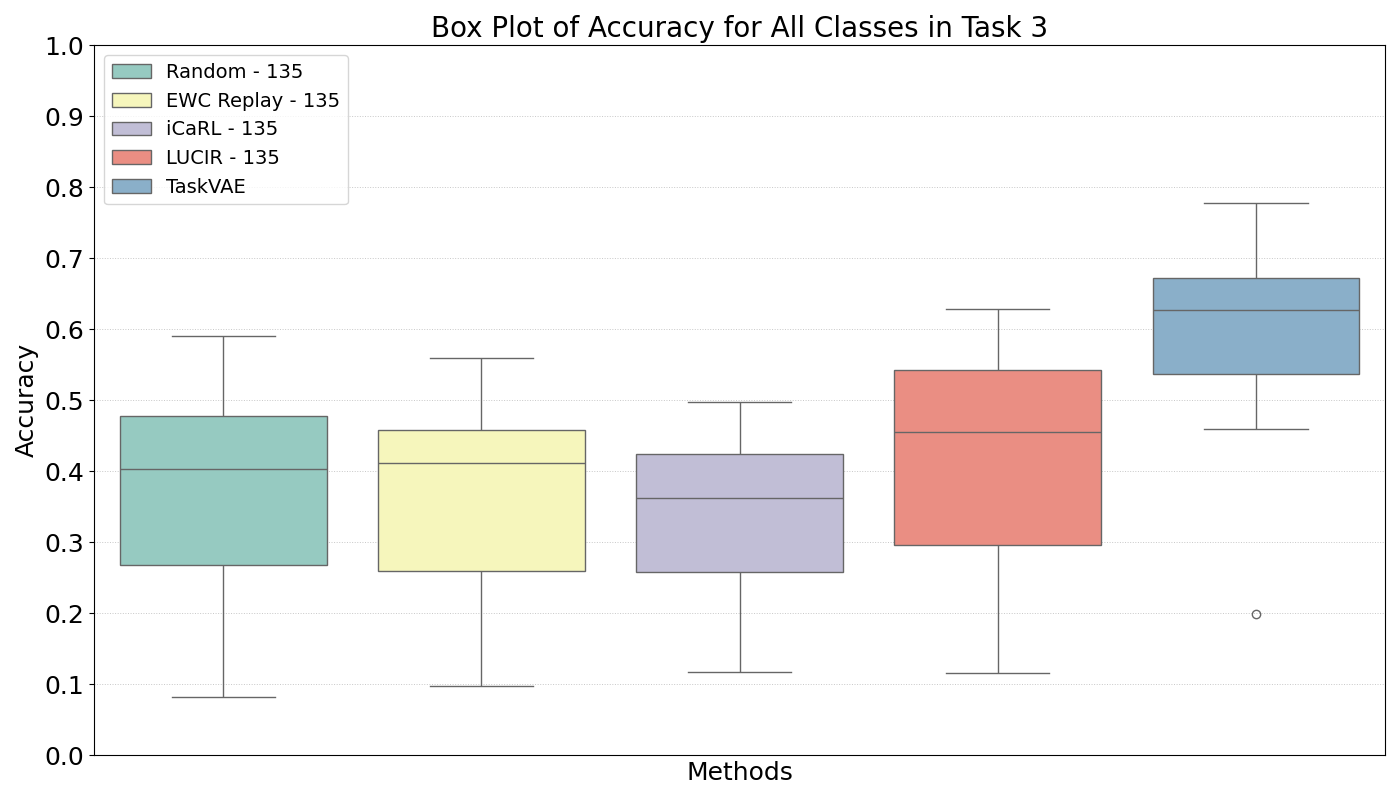 Box Plot of Accuracy for All Classes in Task 3
1.0
0.9
0.8
0.7
0.6
0.5
0.4
0.3
0.2
0.1
0.0
Accuracy
Random - 135
EWC Replay - 135
iCaRL - 135
LUCIR - 135
TaskVAE
Methods